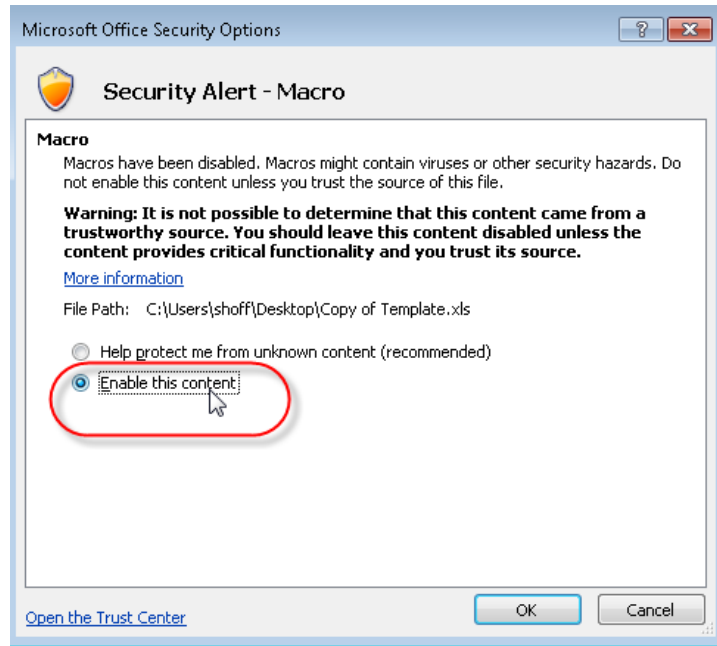 Microsoft Office Security Options
Security Alert - Macro
Macro
Macros have been disabled. Macros might contain viruses or other security hazards. Do
not enable this content unless you trust the source of this file.
Warning: It is not possible to determine that this content came from a
trustworthy source. You should leave this content disabled unless the
content provides critical functionality and you trust its source.
More information
File Path: C:\Users\shoff\Desktop\Copy of Template.xls
Help protect me from unknown content (recommended)
Enable this content
Open the Trust Center
OK
Cancel